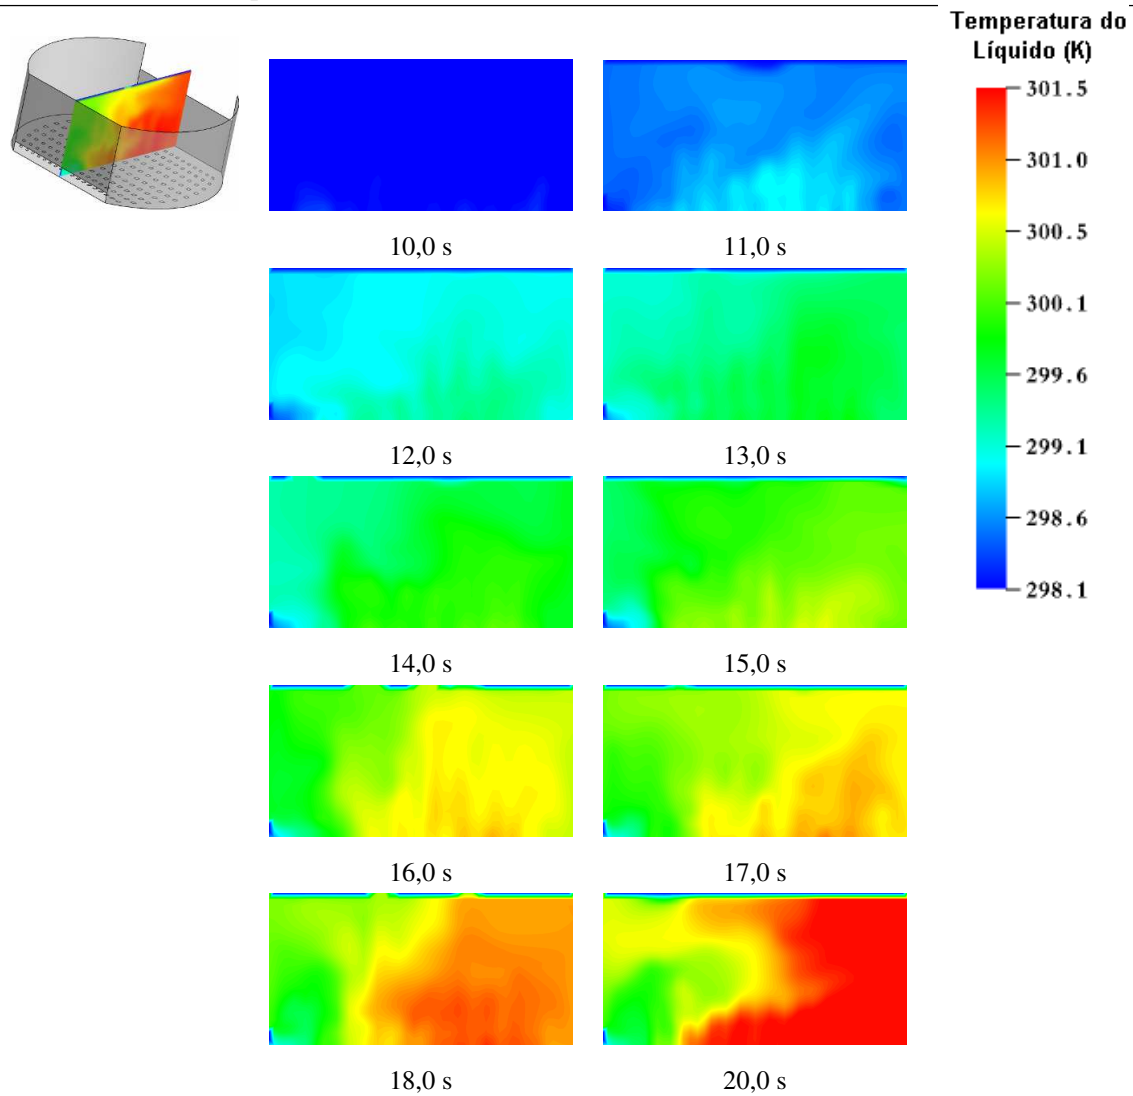 Temperatura do
Líquido (K)
301.5
301.0
300.5
300.1
299.6
299.1
298.6
298.1
10,0 s
11,0 s
12,0 s
13,0 s
14,0 s
15,0 s
16,0 s
17,0 s
18,0 s
20,0 s